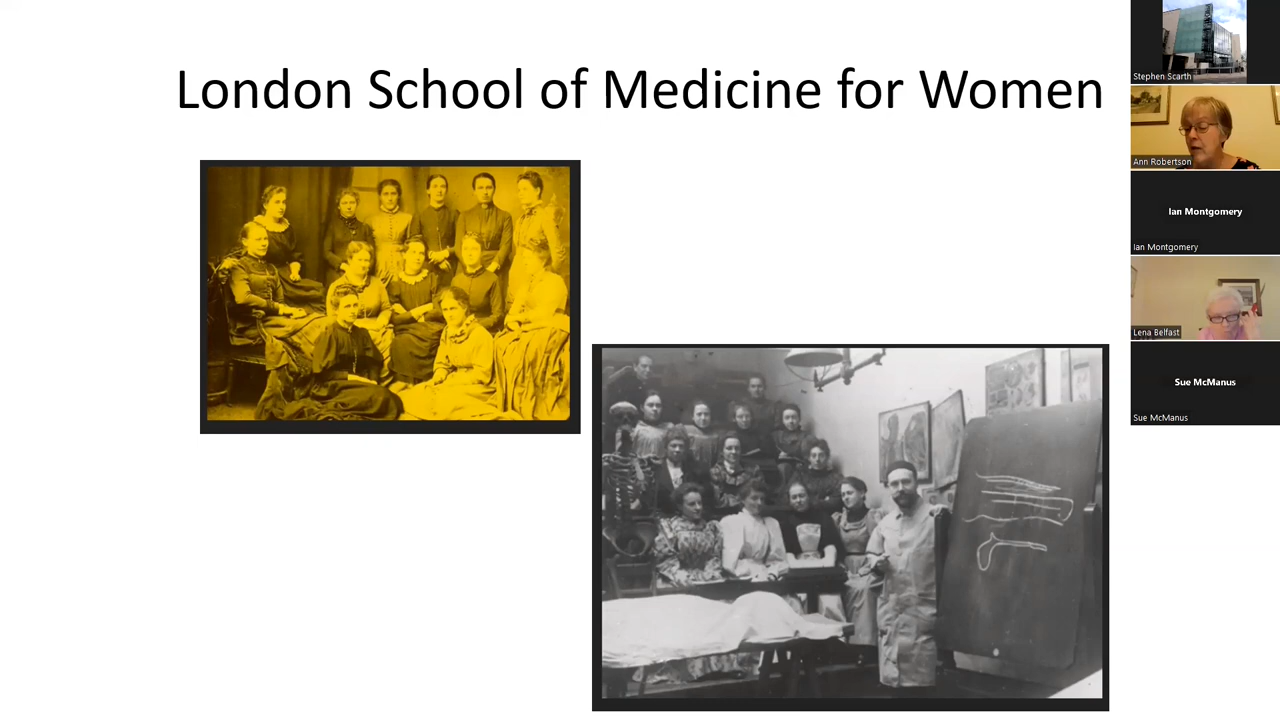 London School of Medicine for Women
Stephen Scarth
Ann Robertson
Ian Montgomery
Ian Montgomery
Lena Belfast
Sue McManus
Sue McManus